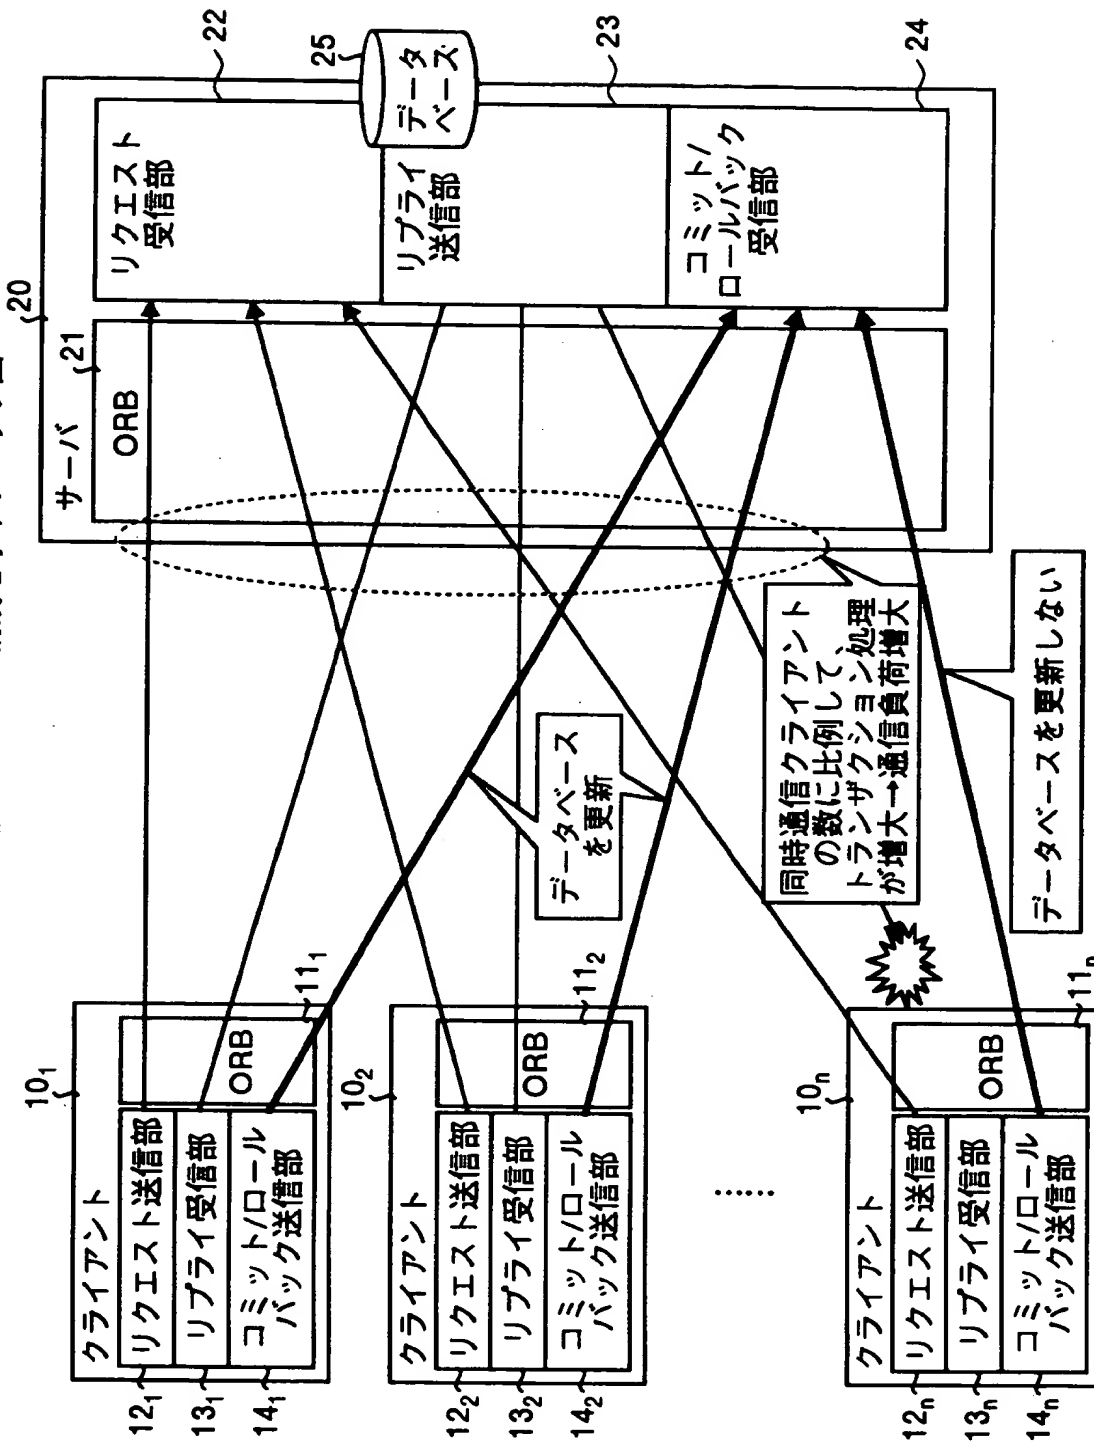 20
サーバ
21
ORB
22
リクエスト
受信部
25
データ
ベース
リプライ
送信部
23
コミット/
ロールバック
受信部
24
10₁
クライアント
12₁
リクエスト送信部
13₁
リプライ受信部
14₁
コミット/ロール
バック送信部
ORB
11₁
10₂
クライアント
12₂
リクエスト送信部
13₂
リプライ受信部
14₂
コミット/ロール
バック送信部
ORB
11₂
データベース
を更新
同時通信クライアント
の数に比例して、
トランザクション処理
が増大→通信負荷増大
データベースを更新しない
……
10ₙ
クライアント
12ₙ
リクエスト送信部
13ₙ
リプライ受信部
14ₙ
コミット/ロール
バック送信部
ORB
11ₙ